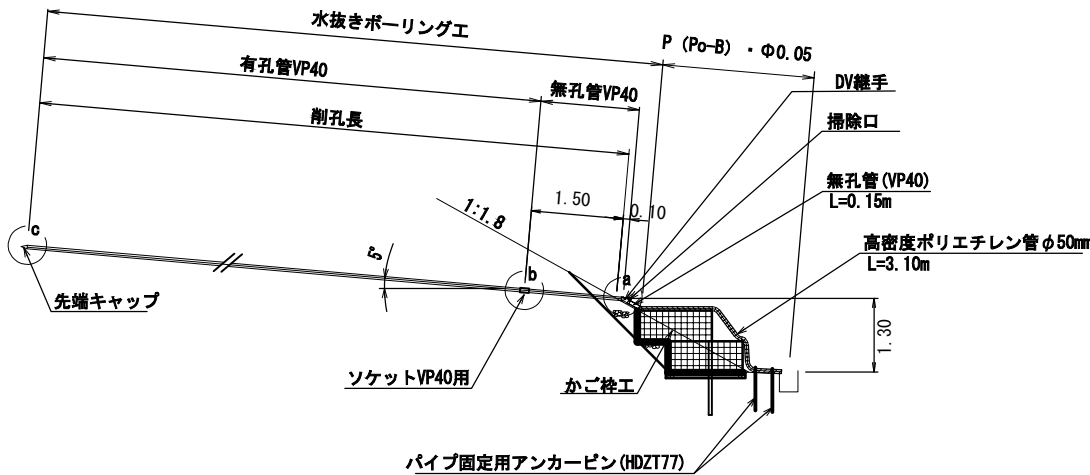 水抜きボーリング工
P (Po-B) ・ Φ0.05
有孔管VP40
無孔管VP40
DV継手
削孔長
掃除口
無孔管(VP40)
L=0.15m
1.50
0.10
1:1.8
高密度ポリエチレン管φ50mm
L=3.10m
c
5°
b
a
先端キャップ
1.30
ソケットVP40用
かご枠工
パイプ固定用アンカーピン(HDZT77)